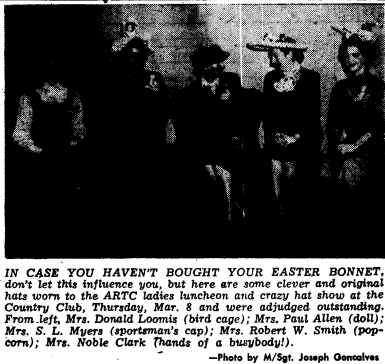 IN CASE YOU HAVEN'T BOUGHT YOUR EASTER BONNET,
don't let this influence you, but here are some clever and original
hats worn to the ARTC ladies luncheon and crazy hat show at the
Country Club, Thursday, Mar. 8 and were adjudged outstanding.
From left, Mrs. Donald Loomis (bird cage); Mrs. Paul Allen (doll);
Mrs. S. L. Myers (sportsman's cap); Mrs. Robert W. Smith (pop-
corn); Mrs. Noble Clark (hands of a busybody!).
—Photo by M/Sgt. Joseph Goncalves